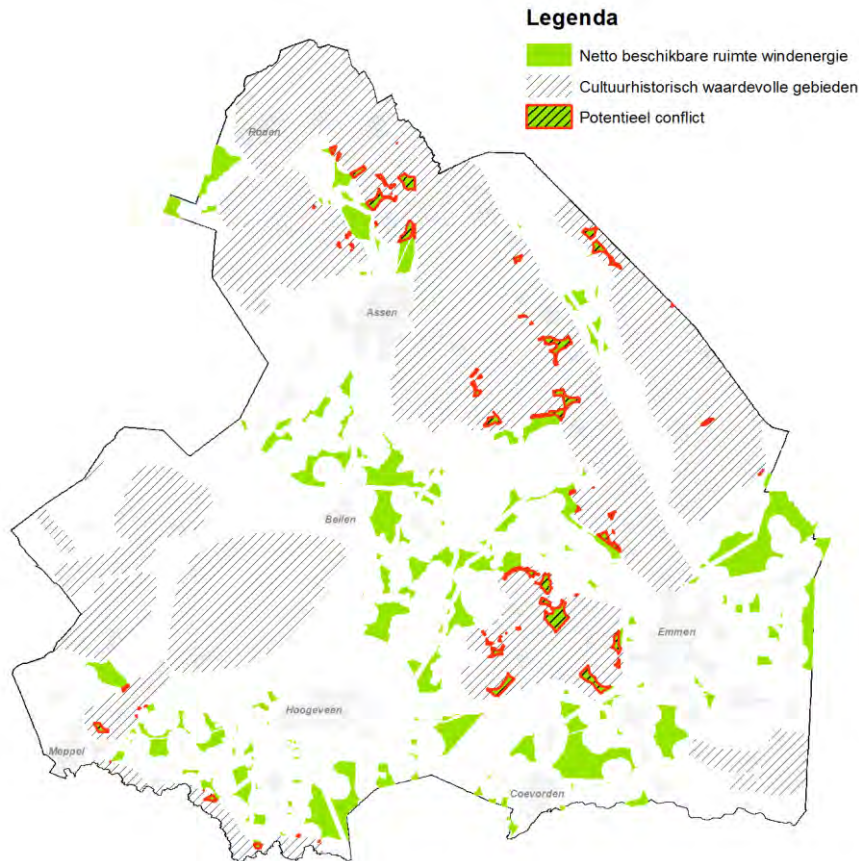 Legenda
Netto beschikbare ruimte windenergie
Cultuurhistorisch waardevolle gebieden
Potentieel conflict
Roden
Assen
Beilen
Emmen
Hoogeveen
Meppel
Coevorden